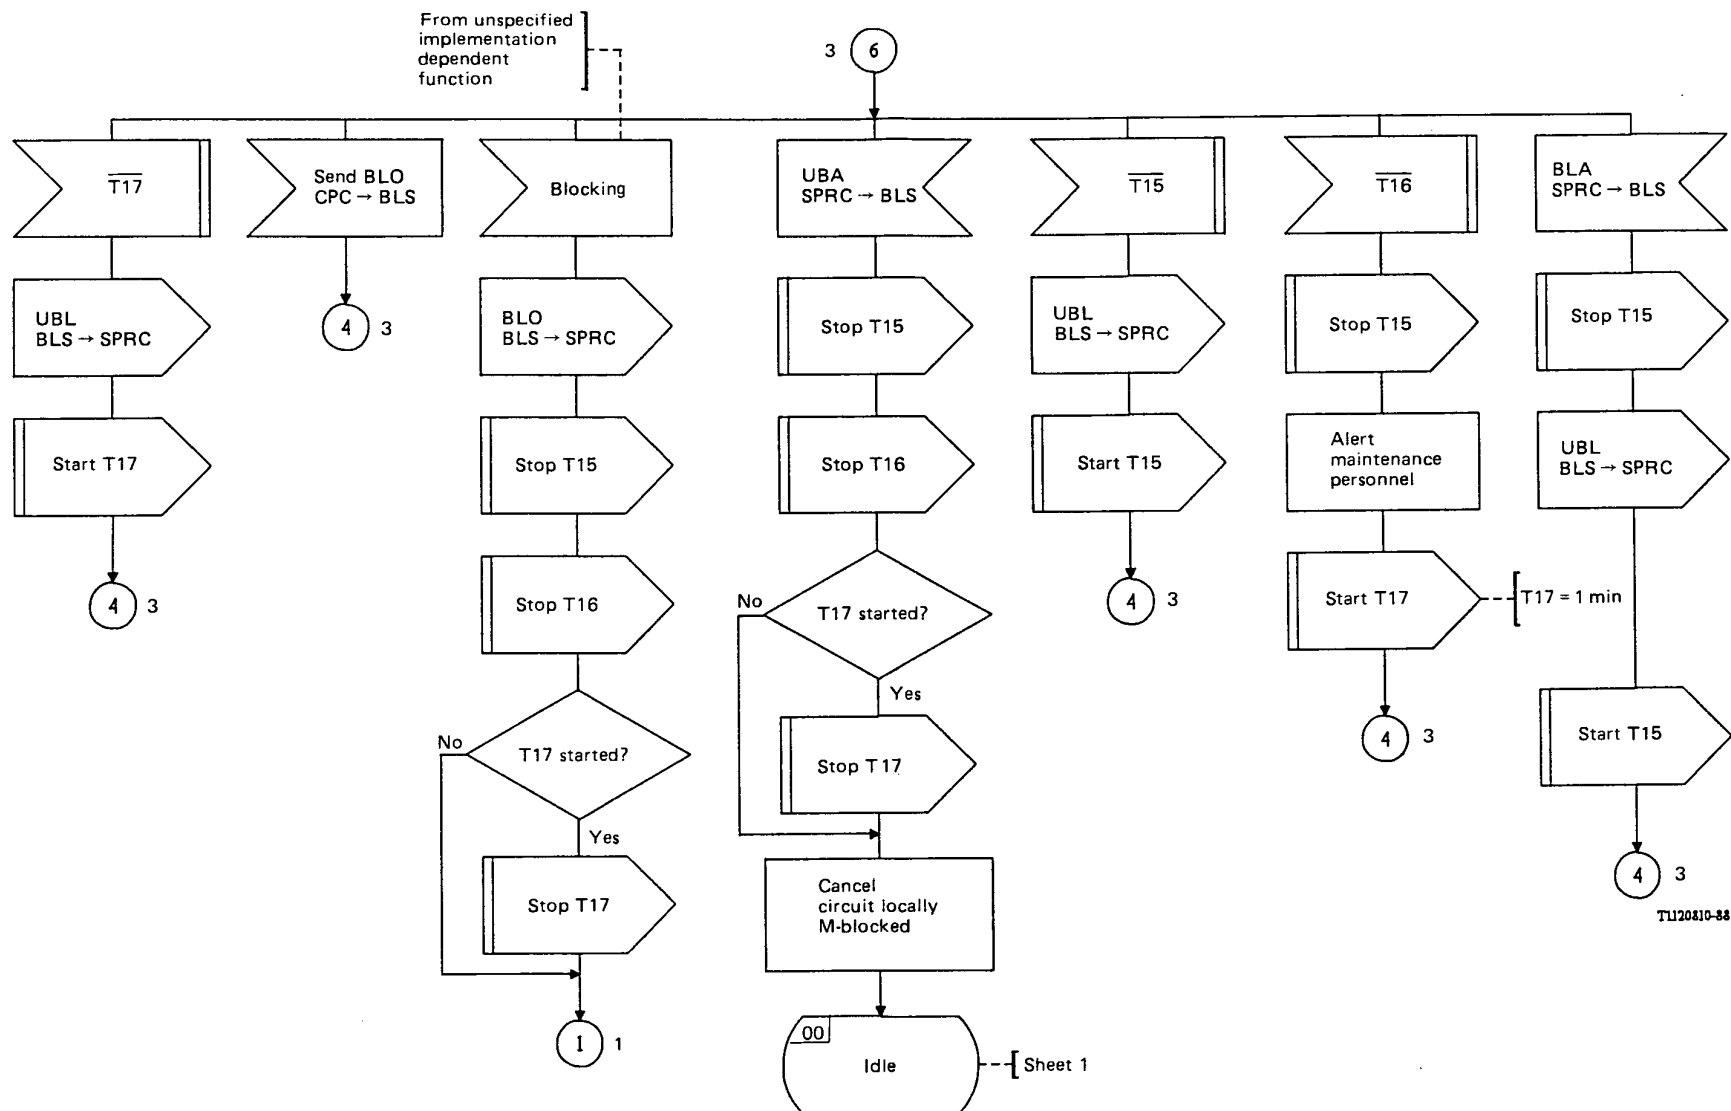 From unspecified
implementation
dependent
function
3
6
T17
Send BLO
CPC → BLS
Blocking
UBA
SPRC → BLS
T15
T16
BLA
SPRC → BLS
UBL
BLS → SPRC
4
3
BLO
BLS → SPRC
Stop T15
UBL
BLS → SPRC
Stop T15
Stop T15
Start T17
Stop T15
Stop T16
Start T15
Alert
maintenance
personnel
UBL
BLS → SPRC
4
3
Stop T16
No
T17 started?
Yes
4
3
Start T17
T17 = 1 min
No
T17 started?
Yes
Stop T17
4
3
Start T15
Stop T17
Cancel
circuit locally
M-blocked
4
3
T1120810-88
1
1
00
Idle
Sheet 1